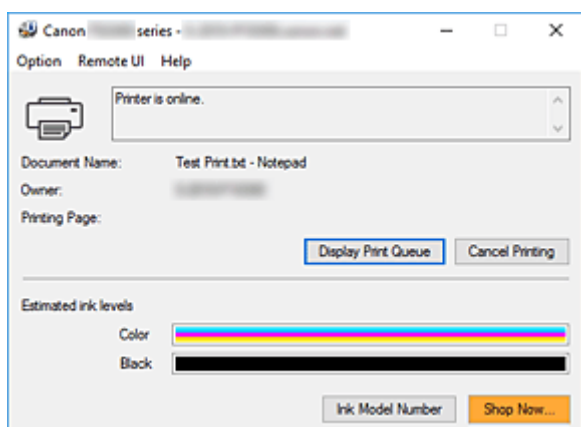 Canon series -
Option Remote UI Help
Printer is online.
Document Name: Test Print.txt - Notepad
Owner:
Printing Page:
Display Print Queue Cancel Printing
Estimated ink levels
Color
Black
Ink Model Number Shop Now...